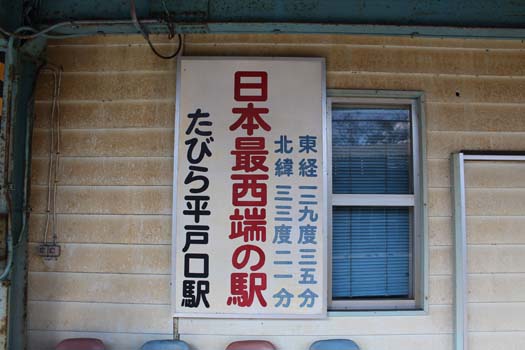 東経一二九度三五分
北緯三三度二一分
日本最西端の駅
たびら平戸口駅